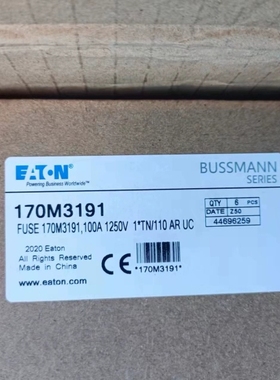 EATON
Powering Business Worldwide™
BUSSMANN
SERIES
170M3191
FUSE 170M3191,100A 1250V 1*TN/110 AR UC
QTY 6
PCS
DATE Z50
44696259
2020 Eaton
All Rights Reserved
Made in China
CE
*170M3191*
www.eaton.com